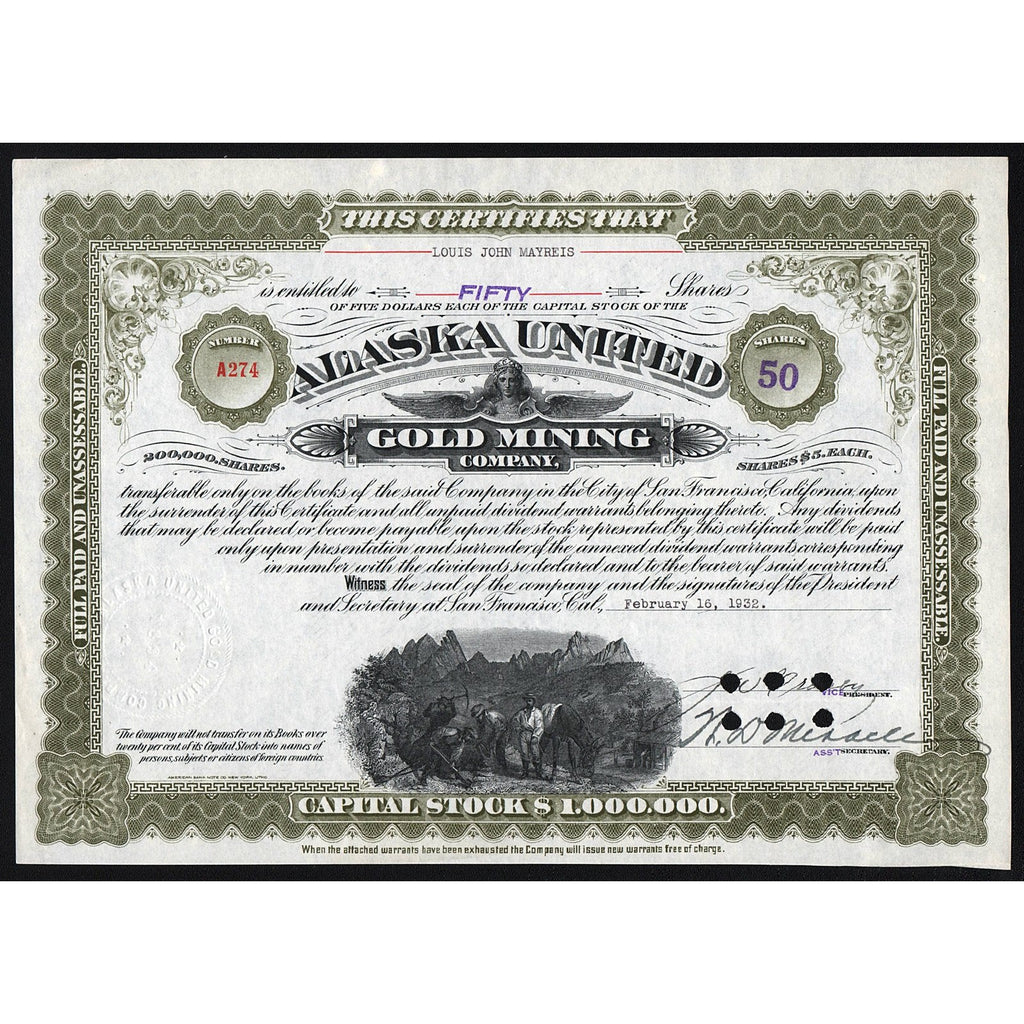 THIS CERTIFIES THAT
LOUIS JOHN MAYREIS
is entitled to FIFTY Shares
OF FIVE DOLLARS EACH OF THE CAPITAL STOCK OF THE
NUMBER
A274
ALASKA UNITED
SHARES
50
GOLD MINING
COMPANY,
200,000. SHARES.
SHARES $5. EACH.
transferable only on the books of the said Company in the City of San Francisco, California, upon
the surrender of this Certificate and all unpaid dividend warrants belonging thereto. Any dividends
that may be declared or become payable upon the stock represented by this certificate will be paid
only upon presentation and surrender of the annexed dividend warrants corresponding
in number with the dividends so declared and to the bearer of said warrants.
Witness the seal of the company and the signatures of the President
and Secretary, at San Francisco, Cal., February 16, 1932.
FULL PAID AND UNASSESSABLE.
FULL PAID AND UNASSESSABLE.
VICE PRESIDENT.
ASS'T SECRETARY.
The Company will not transfer on its Books over
twenty per cent. of its Capital Stock into names of
persons, subjects or citizens of foreign countries.
AMERICAN BANK NOTE CO. NEW YORK, LITHO.
CAPITAL STOCK $ 1.000.000.
When the attached warrants have been exhausted the Company will issue new warrants free of charge.